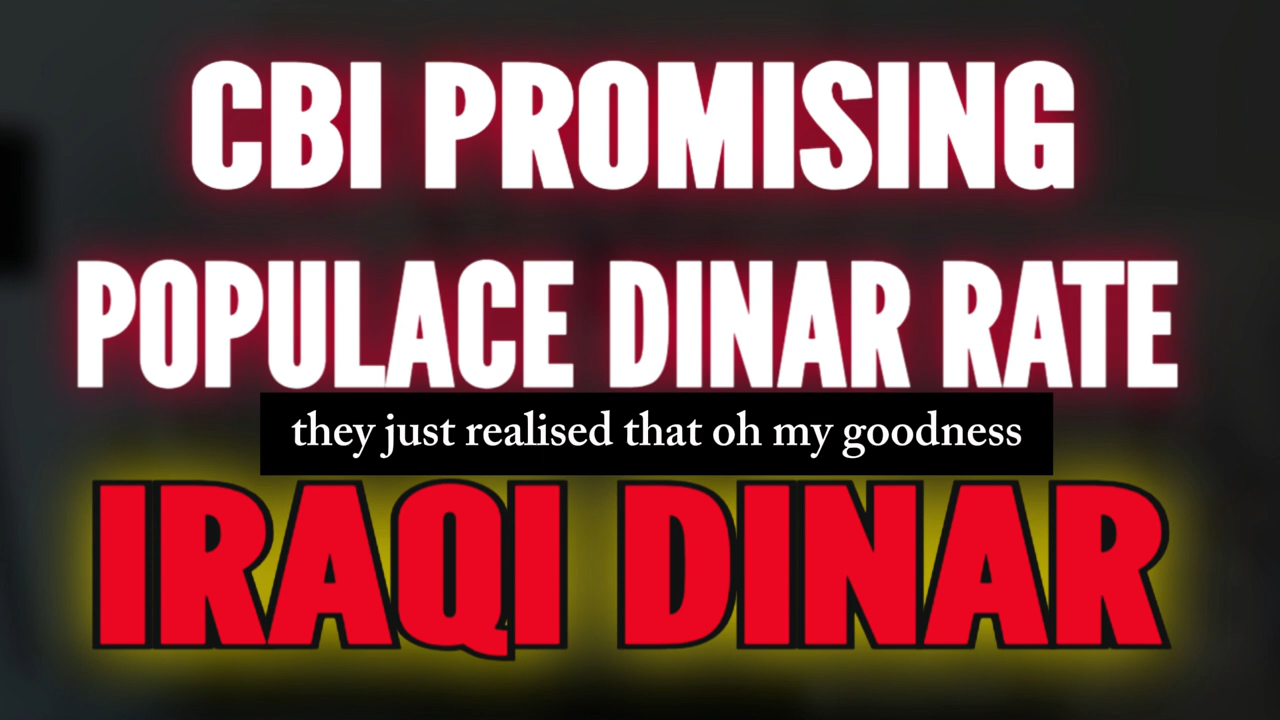 CBI PROMISING
POPULACE DINAR RATE
they just realised that oh my goodness
IRAQI DINAR